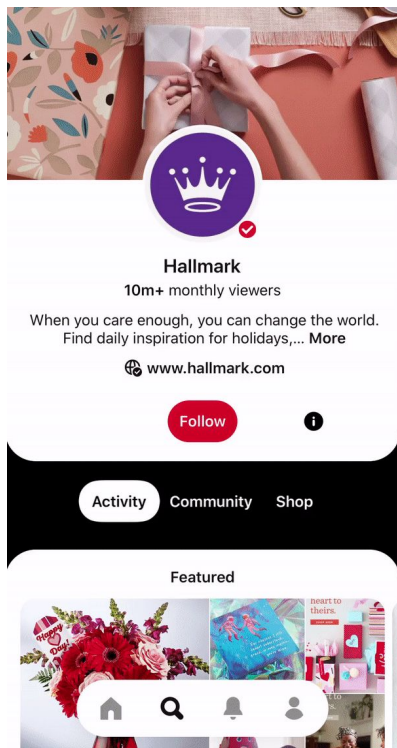 Hallmark
10m+ monthly viewers
When you care enough, you can change the world.
Find daily inspiration for holidays,... More
www.hallmark.com
Follow
Activity
Community
Shop
Featured
Happy
Day!
heart to
theirs.